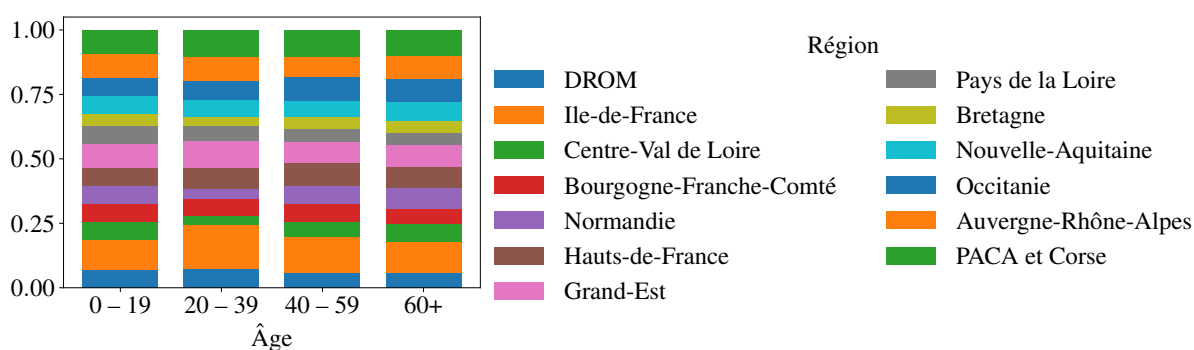 1.00
0.75
0.50
0.25
0.00
0 – 19
20 – 39
40 – 59
60+
Âge
Région
DROM
Ile-de-France
Centre-Val de Loire
Bourgogne-Franche-Comté
Normandie
Hauts-de-France
Grand-Est
Pays de la Loire
Bretagne
Nouvelle-Aquitaine
Occitanie
Auvergne-Rhône-Alpes
PACA et Corse